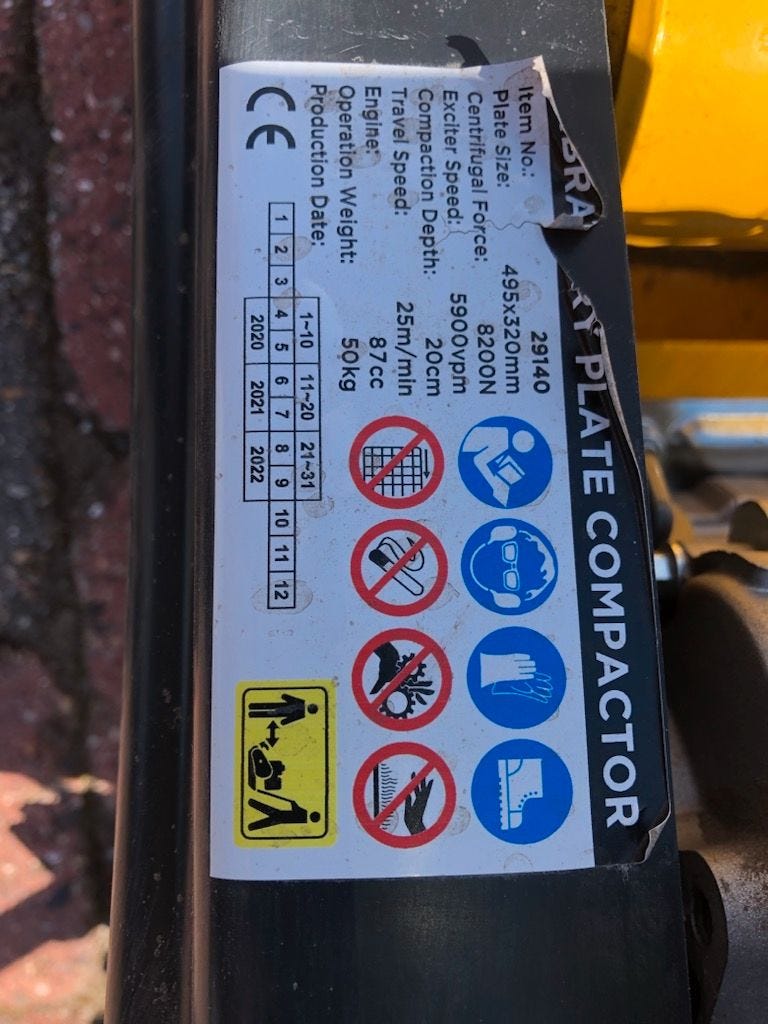 BRA RY PLATE COMPACTOR
Item No.: 29140
Plate Size: 495x320mm
Centrifugal Force: 8200N
Exciter Speed: 5900vpm
Compaction Depth: 20cm
Travel Speed: 25m/min
Engine: 87cc
Operation Weight: 50kg
Production Date:
1~10 11~20 21~31
1 2 3 4 5 6 7 8 9 10 11 12
2020 2021 2022
CE